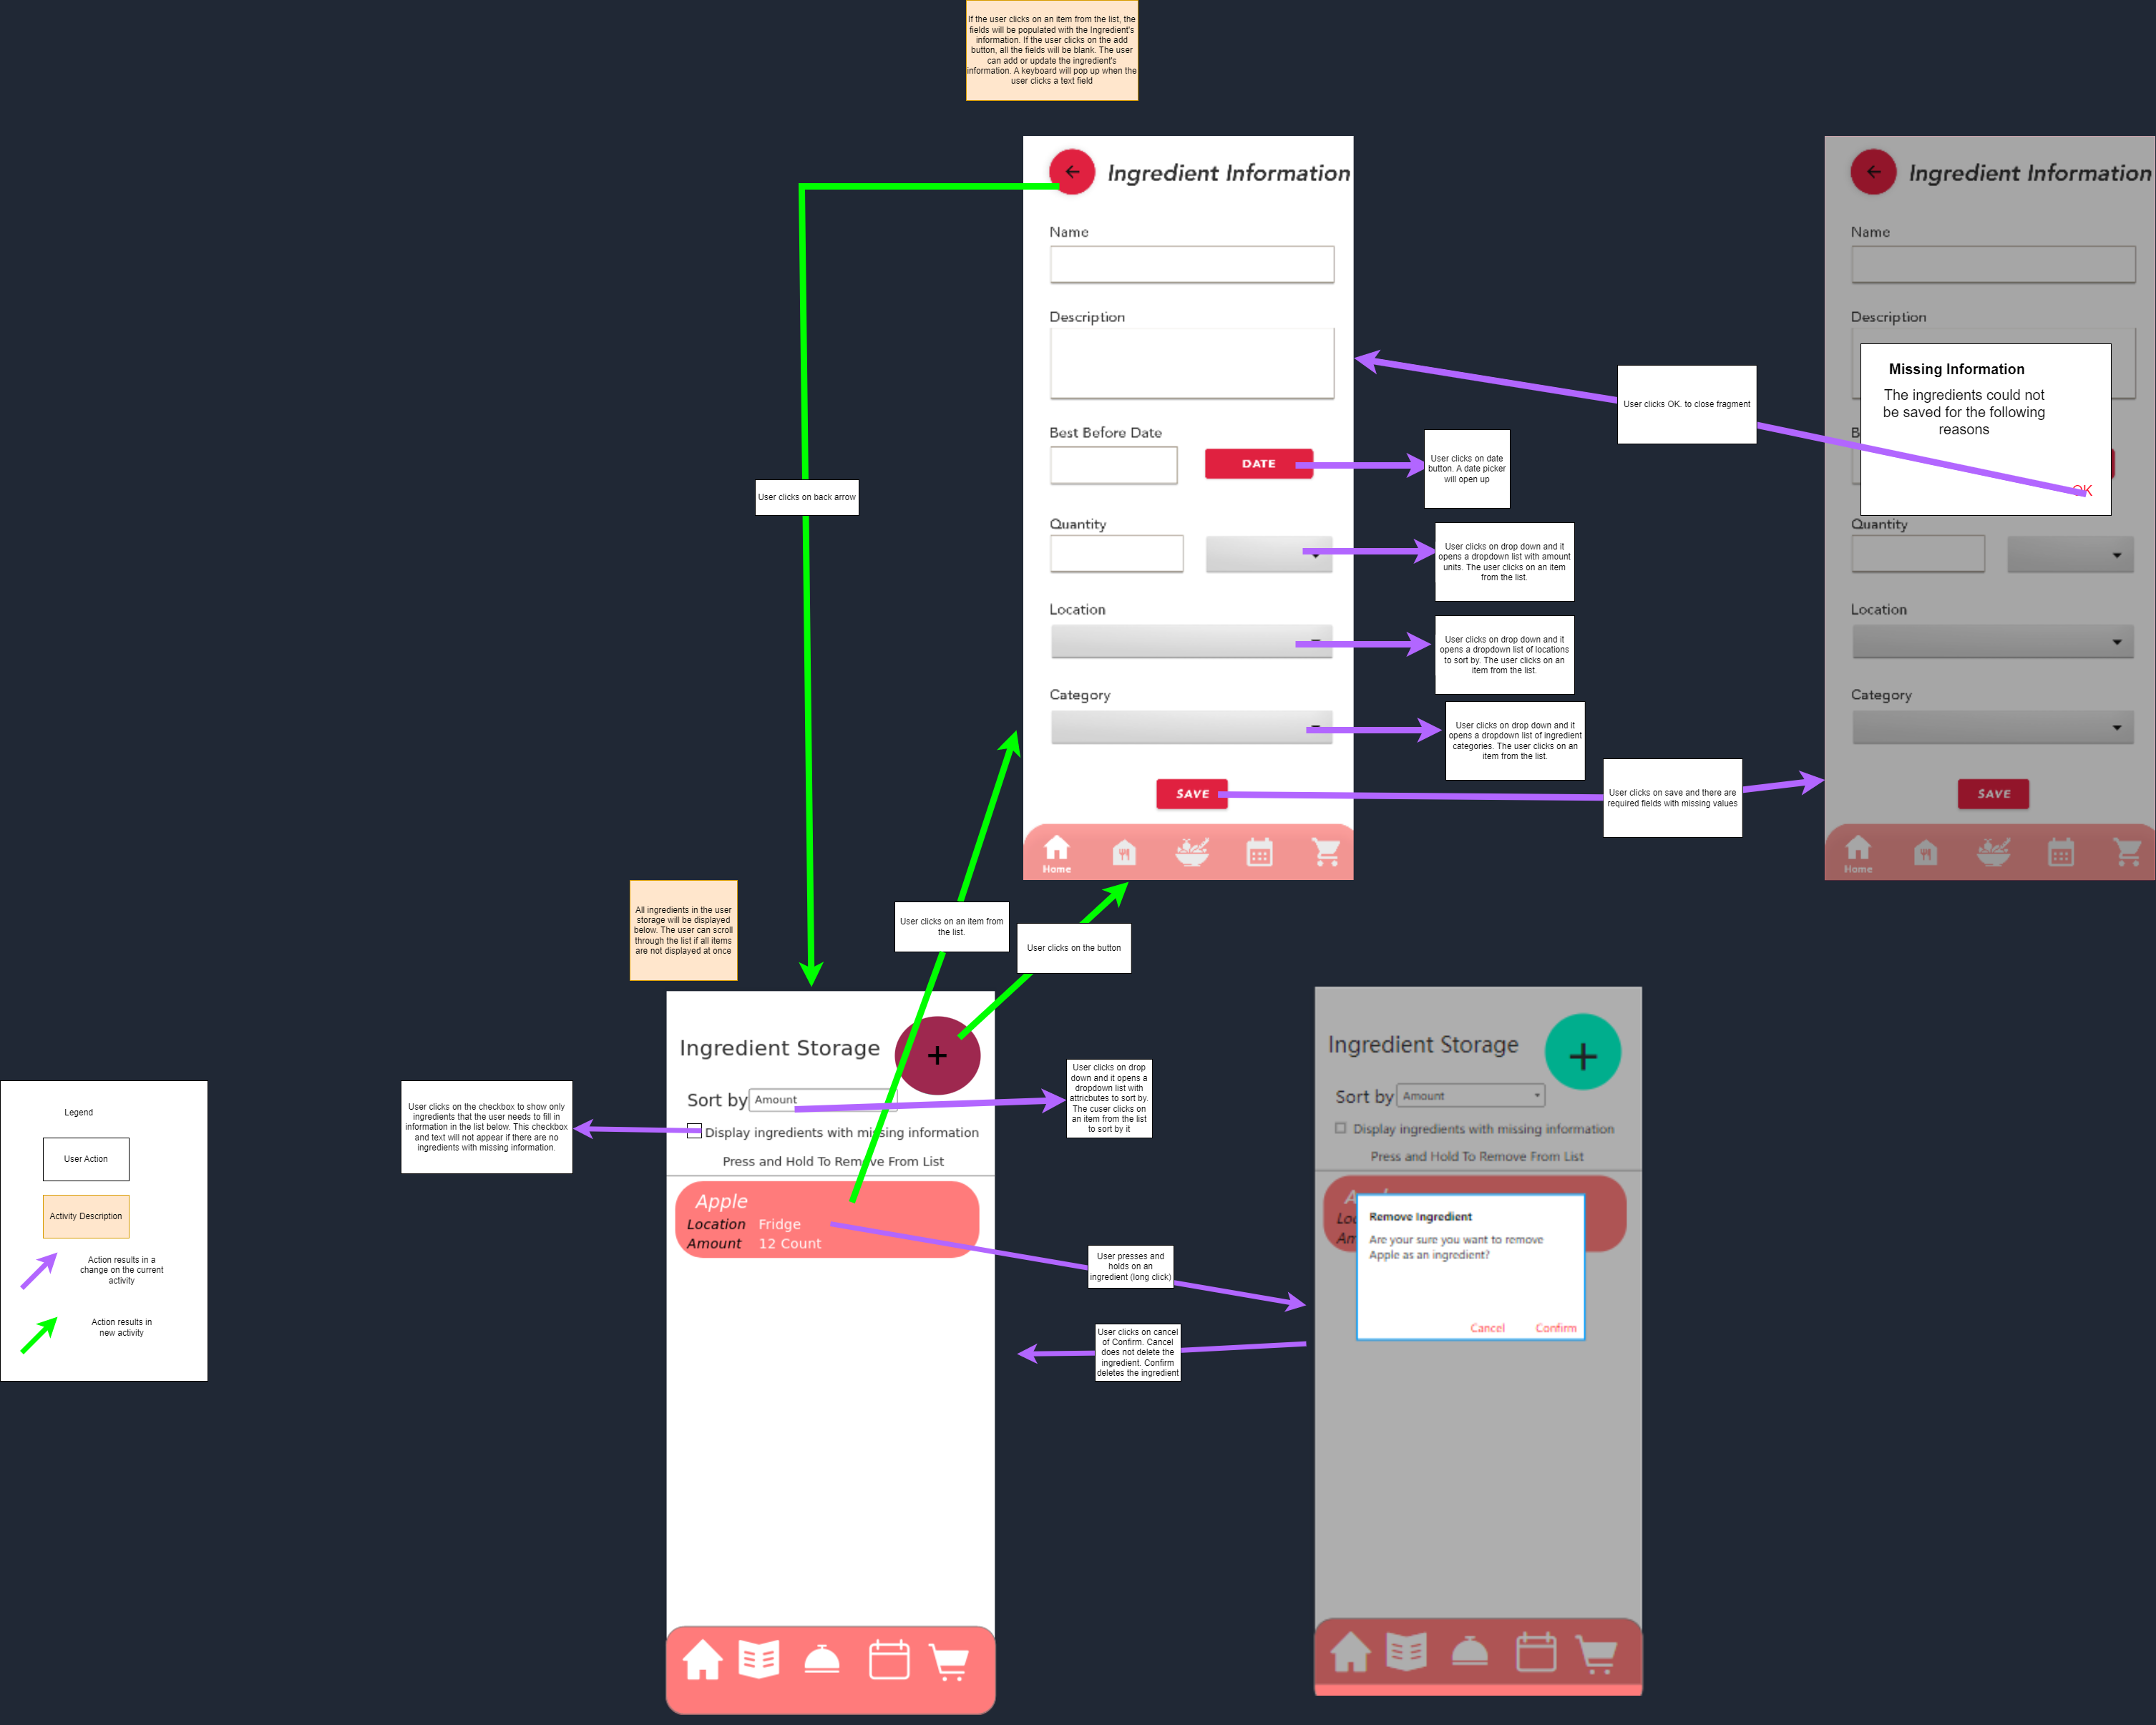 If the user clicks on an item from the list, the
fields will be populated with the Ingredient's
information. If the user clicks on the add
button, all the fields will be blank. The user
can add or update the ingredient's
information. A keyboard will pop up when the
user clicks a text field
Ingredient Information
Name
Description
Best Before Date
DATE
Quantity
Location
Category
SAVE
Home
User clicks on back arrow
User clicks on date
button. A date picker
will open up
User clicks on drop down and it
opens a dropdown list with amount
units. The user clicks on an item
from the list.
User clicks on drop down and it
opens a dropdown list of locations
to sort by. The user clicks on an
item from the list.
User clicks on drop down and it
opens a dropdown list of ingredient
categories. The user clicks on an
item from the list.
User clicks OK. to close fragment
User clicks on save and there are
required fields with missing values
Ingredient Information
Name
Description
Missing Information
The ingredients could not
be saved for the following
reasons
OK
B
Quantity
Location
Category
SAVE
Home
All ingredients in the user
storage will be displayed
below. The user can scroll
through the list if all items
are not displayed at once
User clicks on an item from
the list.
User clicks on the button
Legend
User Action
Activity Description
Action results in a
change on the current
activity
Action results in
new activity
User clicks on the checkbox to show only
ingredients that the user needs to fill in
information in the list below. This checkbox
and text will not appear if there are no
ingredients with missing information.
Ingredient Storage
+
Sort by
Amount
Display ingredients with missing information
Press and Hold To Remove From List
Apple
Location Fridge
Amount 12 Count
User clicks on drop
down and it opens a
dropdown list with
attricbutes to sort by.
The cuser clicks on
an item from the list
to sort by it
User presses and
holds on an
ingredient (long click)
User clicks on cancel
of Confirm. Cancel
does not delete the
ingredient. Confirm
deletes the ingredient
Ingredient Storage
+
Sort by
Amount
Display ingredients with missing information
Press and Hold To Remove From List
A
Loc
Am
Remove Ingredient
Are your sure you want to remove
Apple as an ingredient?
Cancel Confirm